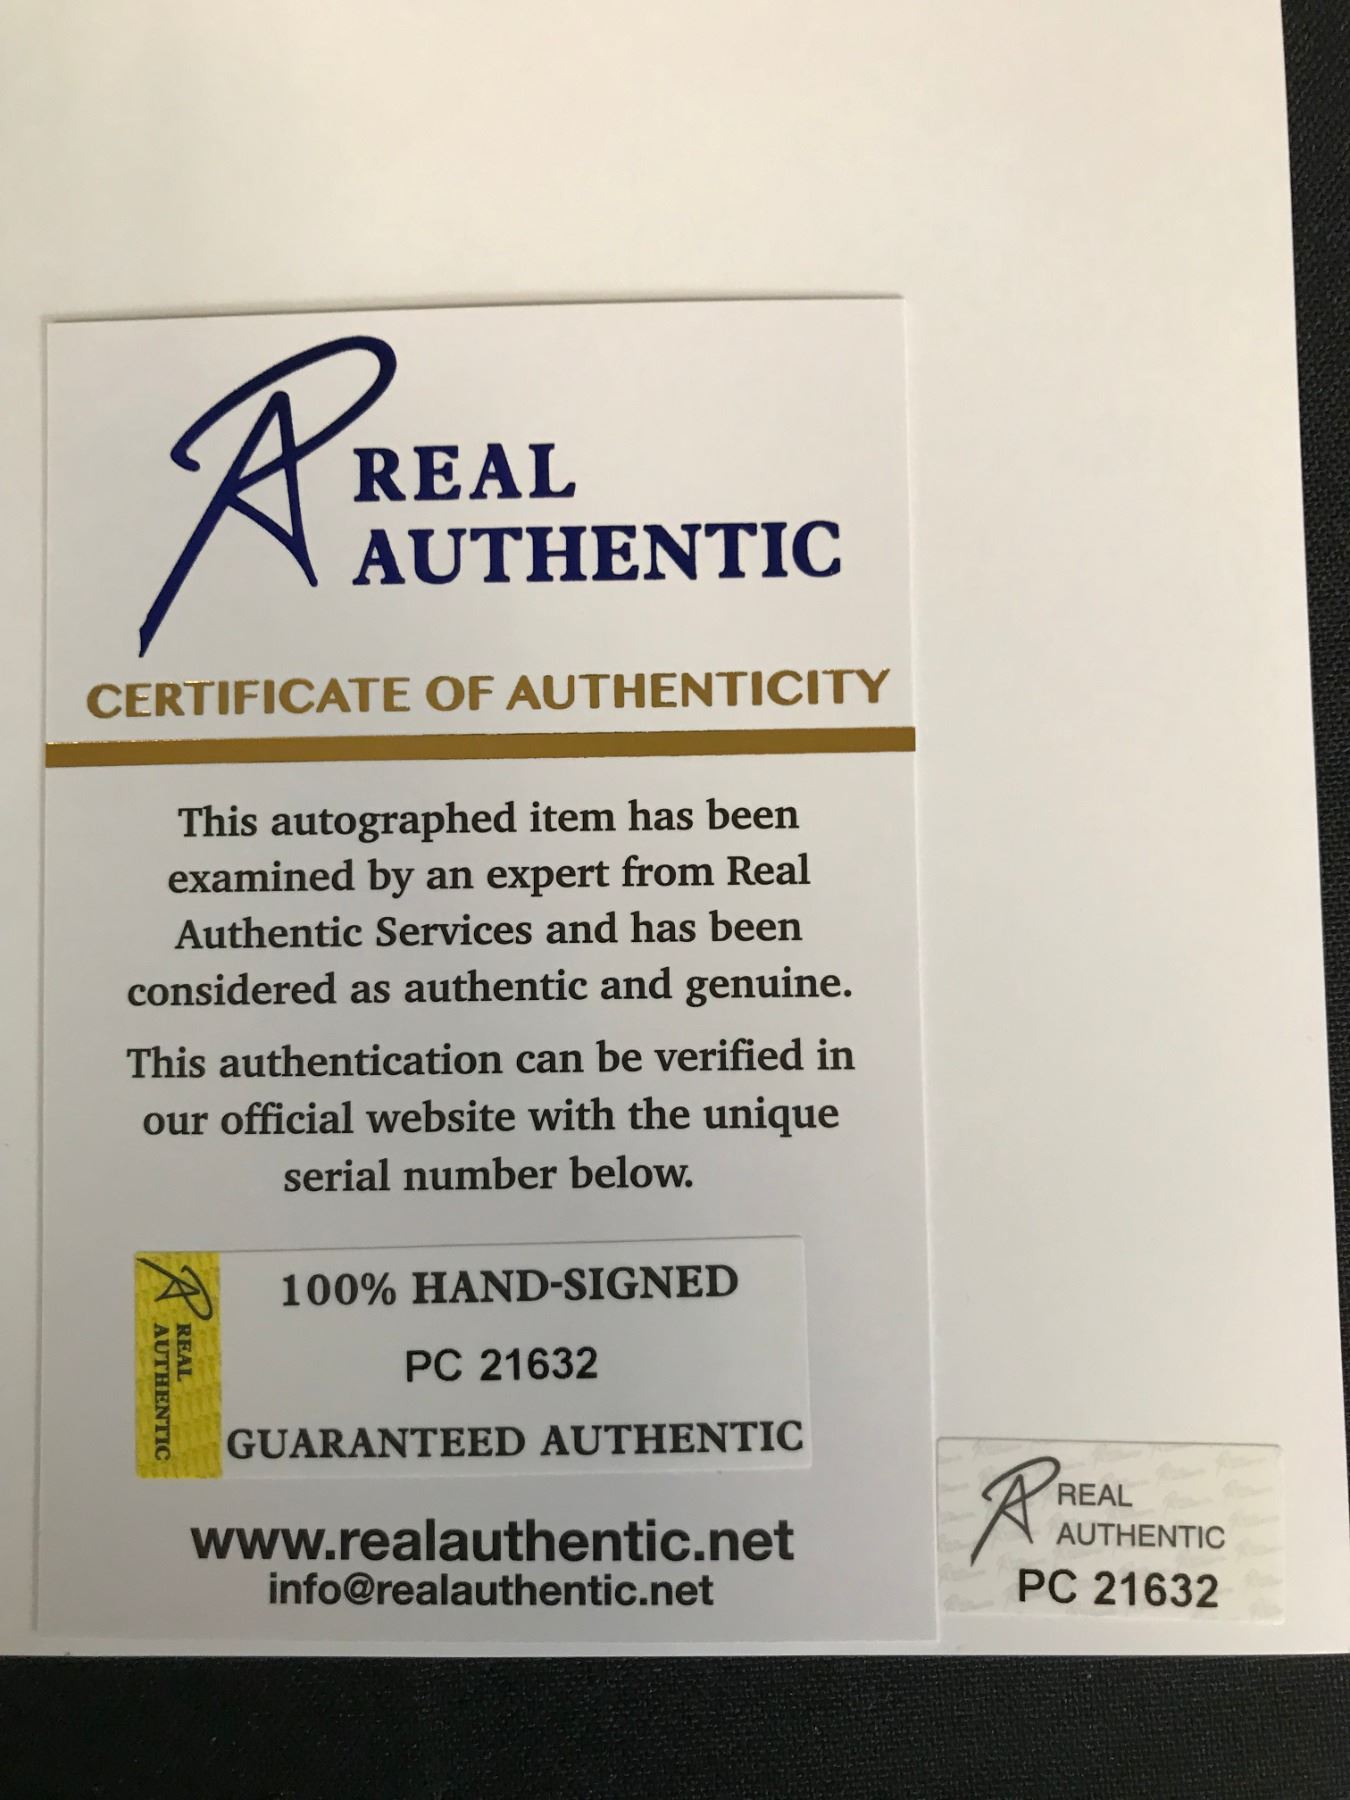 REAL
AUTHENTIC
CERTIFICATE OF AUTHENTICITY
This autographed item has been
examined by an expert from Real
Authentic Services and has been
considered as authentic and genuine.
This authentication can be verified in
our official website with the unique
serial number below.
REAL
AUTHENTIC
100% HAND-SIGNED
PC 21632
GUARANTEED AUTHENTIC
www.realauthentic.net
info@realauthentic.net
REAL
AUTHENTIC
PC 21632